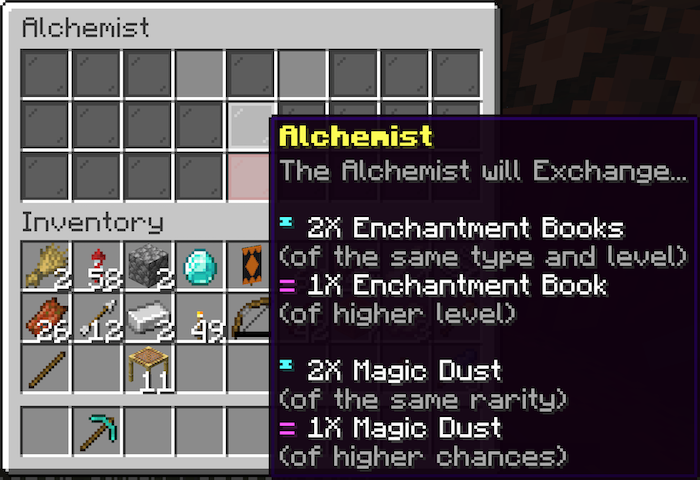 Alchemist
Alchemist
The Alchemist will Exchange...
2X Enchantment Books
(of the same type and level)
= 1X Enchantment Book
(of higher level)
2X Magic Dust
(of the same rarity)
= 1X Magic Dust
(of higher chances)
Inventory
2 58 2
26 12 2 49
11